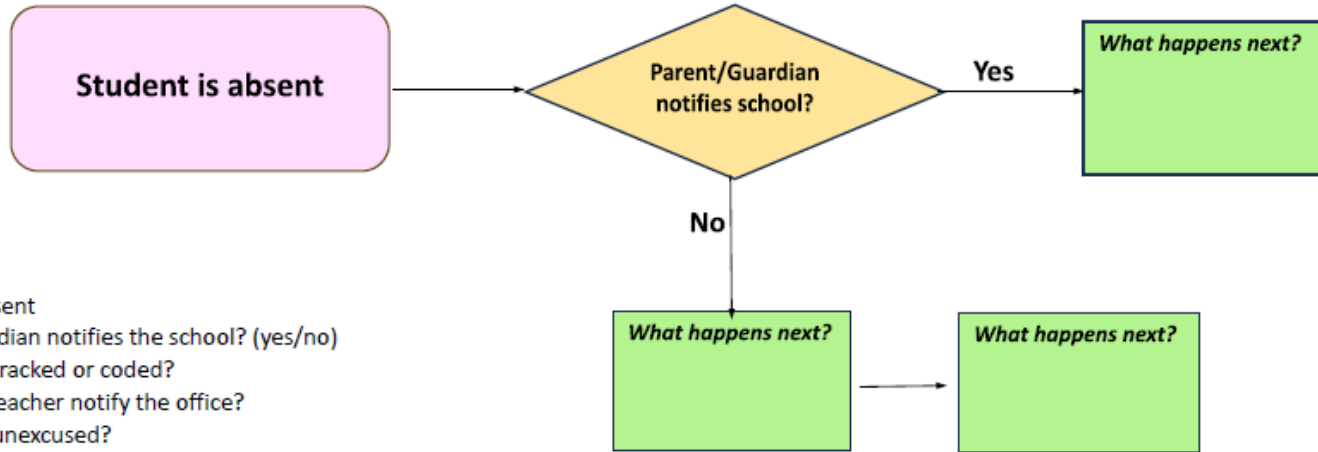 Student is absent
Parent/Guardian
notifies school?
Yes
What happens next?
No
What happens next?
What happens next?
sent
dian notifies the school? (yes/no)
racked or coded?
eacher notify the office?
unexcused?